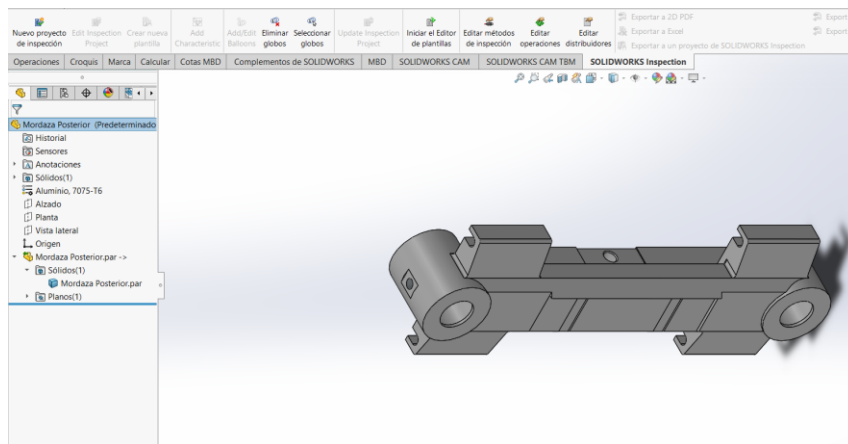 Nuevo proyecto de inspección
Edit Inspection Project
Crear nueva plantilla
Add Characteristic
Add/Edit Balloons
Eliminar globos
Seleccionar globos
Update Inspection Project
Iniciar el Editor de plantillas
Editar métodos de inspección
Editar operaciones
Editar distribuidores
Exportar a 2D PDF
Exportar a Excel
Exportar a un proyecto de SOLIDWORKS Inspection
Export
Export
Operaciones
Croquis
Marca
Calcular
Cotas MBD
Complementos de SOLIDWORKS
MBD
SOLIDWORKS CAM
SOLIDWORKS CAM TBM
SOLIDWORKS Inspection
Mordaza Posterior (Predeterminado
Historial
Sensores
Anotaciones
Sólidos(1)
Aluminio, 7075-T6
Alzado
Planta
Vista lateral
Origen
Mordaza Posterior.par ->
Sólidos(1)
Mordaza Posterior.par
Planos(1)